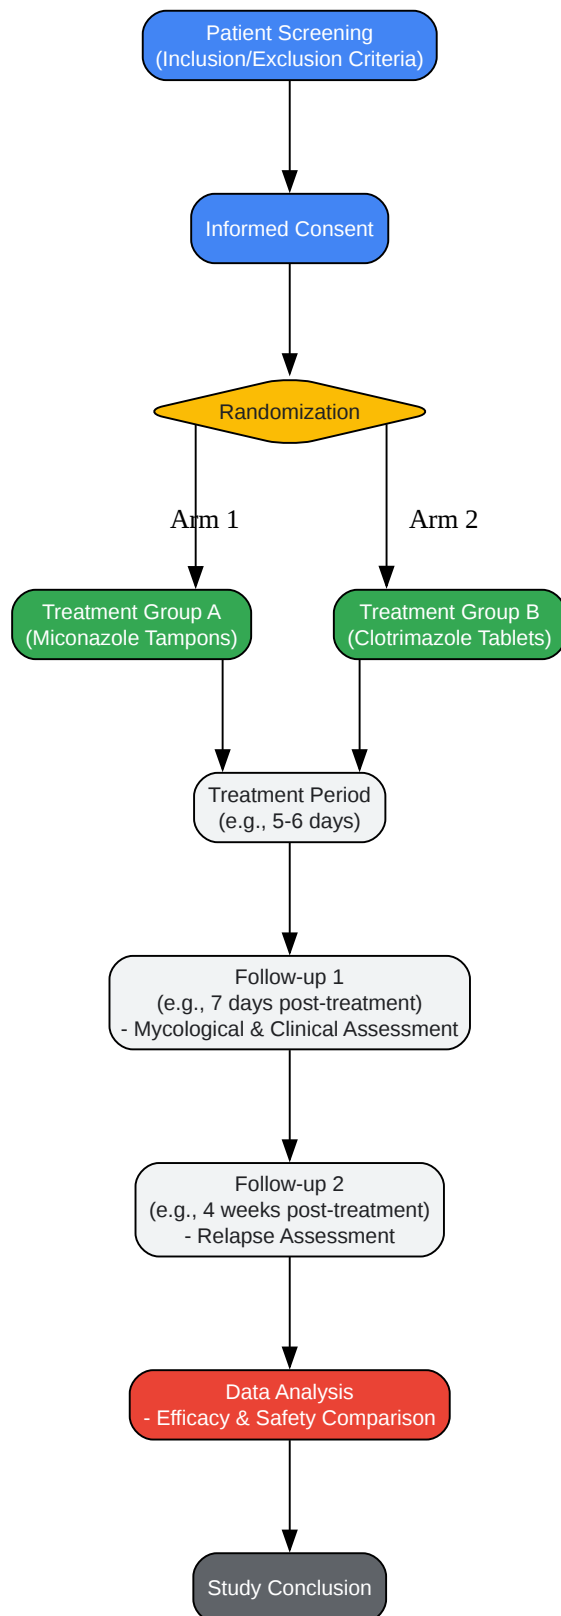 Patient Screening
(Inclusion/Exclusion Criteria)
Informed Consent
Randomization
Arm 1
Arm 2
Treatment Group A
(Miconazole Tampons)
Treatment Group B
(Clotrimazole Tablets)
Treatment Period
(e.g., 5-6 days)
Follow-up 1
(e.g., 7 days post-treatment)
- Mycological & Clinical Assessment
Follow-up 2
(e.g., 4 weeks post-treatment)
- Relapse Assessment
Data Analysis
- Efficacy & Safety Comparison
Study Conclusion